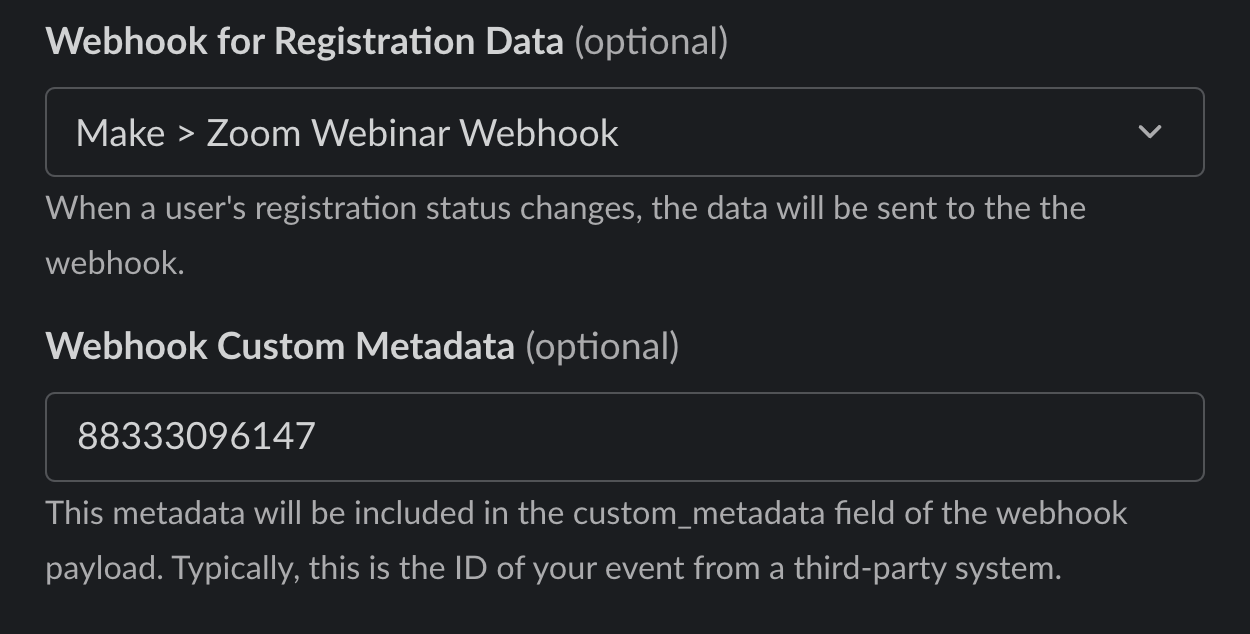 Webhook for Registration Data (optional)
Make > Zoom Webinar Webhook
When a user's registration status changes, the data will be sent to the the
webhook.
Webhook Custom Metadata (optional)
88333096147
This metadata will be included in the custom_metadata field of the webhook
payload. Typically, this is the ID of your event from a third-party system.